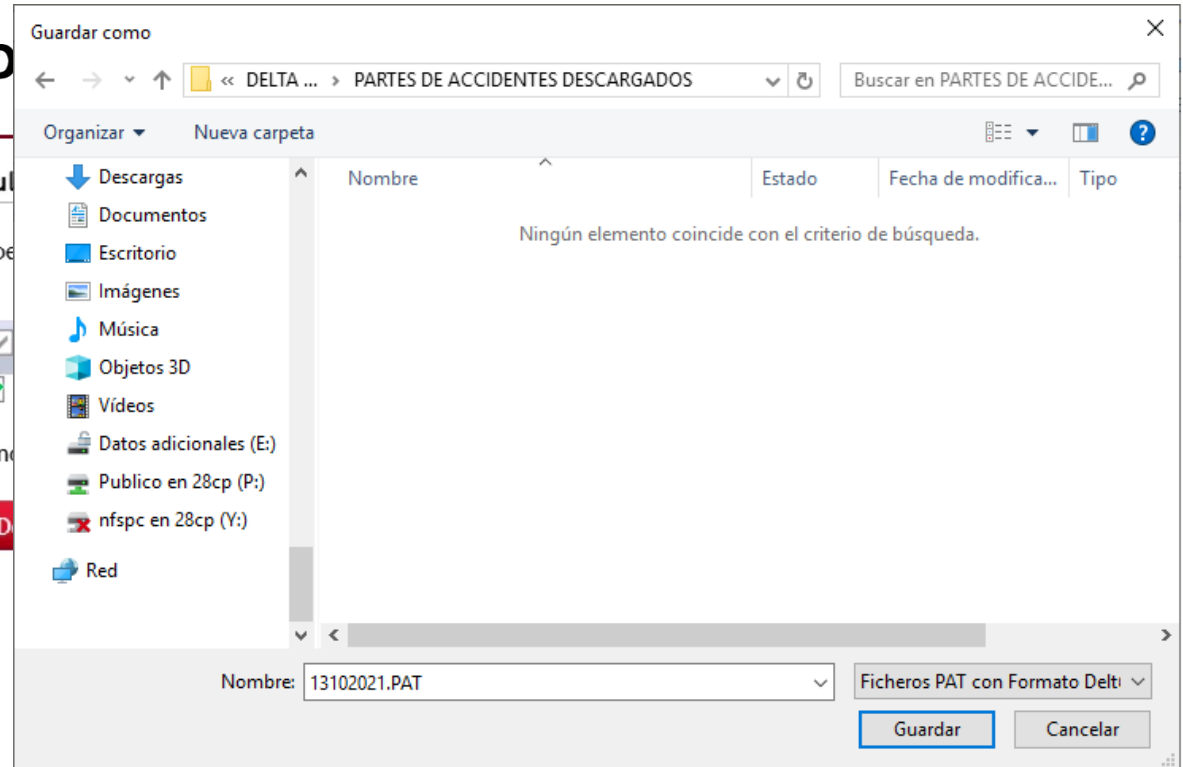 Guardar como
« DELTA ... › PARTES DE ACCIDENTES DESCARGADOS
Buscar en PARTES DE ACCIDE...
Organizar
Nueva carpeta
Nombre
Estado
Fecha de modifica...
Tipo
Ningún elemento coincide con el criterio de búsqueda.
Descargas
Documentos
Escritorio
Imágenes
Música
Objetos 3D
Vídeos
Datos adicionales (E:)
Publico en 28cp (P:)
nfspc en 28cp (Y:)
Red
Nombre: 13102021.PAT
Ficheros PAT con Formato
Guardar
Cancelar